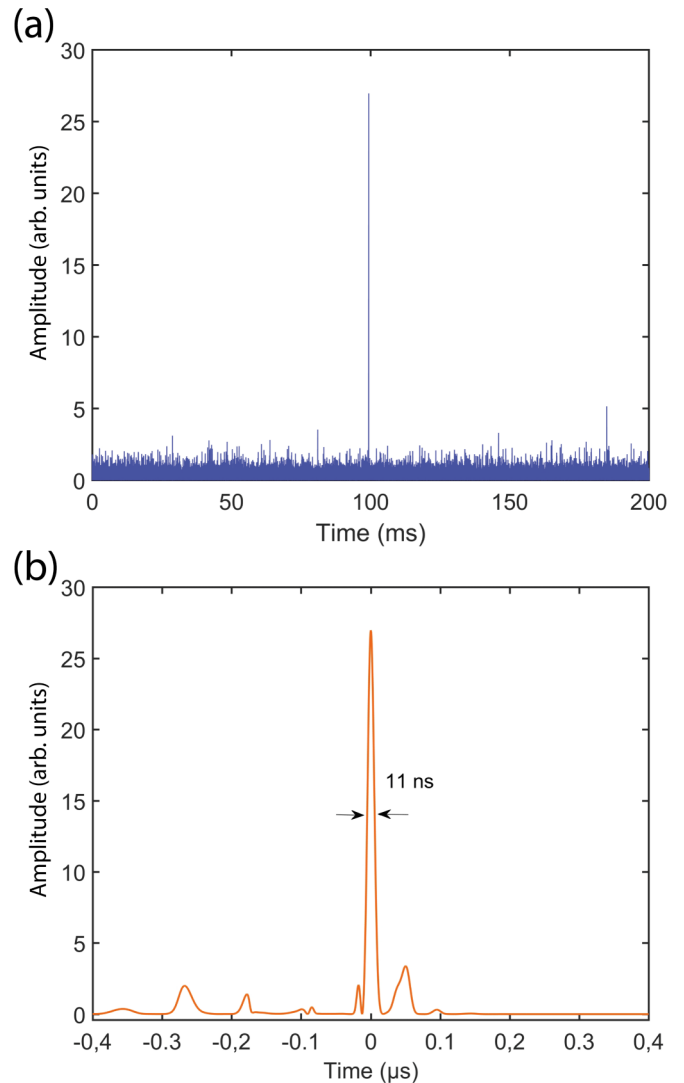 (a)
30
25
20
15
10
5
0
Amplitude (arb. units)
0 50 100 150 200
Time (ms)
(b)
30
25
20
15
10
5
0
Amplitude (arb. units)
11 ns
-0,4 -0.3 -0,2 -0.1 0 0.1 0,2 0.3 0,4
Time (µs)